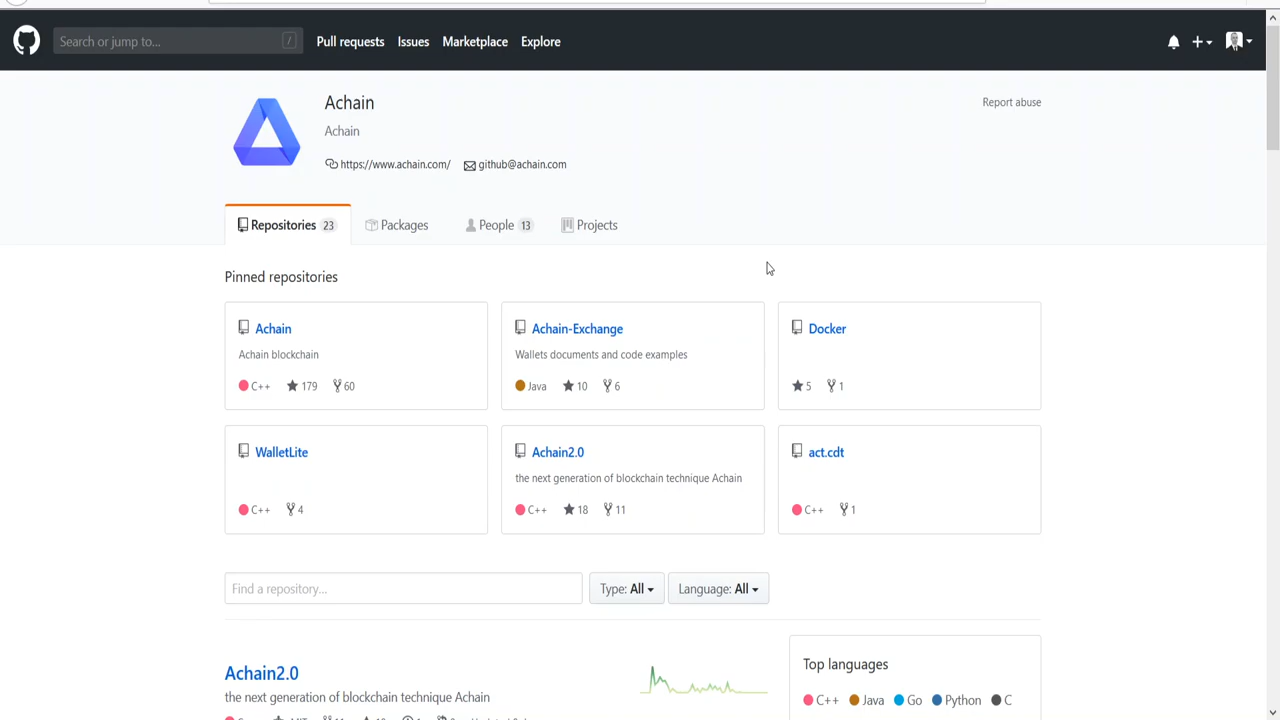 Search or jump to... / Pull requests Issues Marketplace Explore
Achain
Report abuse
Achain
https://www.achain.com/ github@achain.com
Repositories 23 Packages People 13 Projects
Pinned repositories
Achain
Achain blockchain
C++ 179 60
Achain-Exchange
Wallets documents and code examples
Java 10 6
Docker
5 1
WalletLite
C++ 4
Achain2.0
the next generation of blockchain technique Achain
C++ 18 11
act.cdt
C++ 1
Find a repository... Type: All Language: All
Achain2.0
the next generation of blockchain technique Achain
Top languages
C++ Java Go Python C